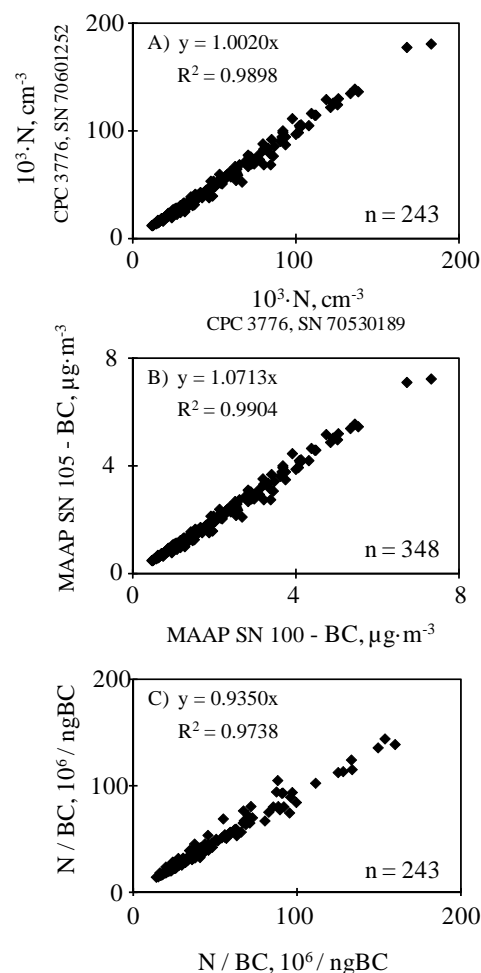 200
A) y = 1.0020x
R² = 0.9898
10³·N, cm⁻³
CPC 3776, SN 70601252
100
n = 243
0
0 100 200
10³·N, cm⁻³
CPC 3776, SN 70530189
8
B) y = 1.0713x
R² = 0.9904
MAAP SN 105 - BC, µg·m⁻³
4
n = 348
0
0 4 8
MAAP SN 100 - BC, µg·m⁻³
200
C) y = 0.9350x
R² = 0.9738
N / BC, 10⁶ / ngBC
100
n = 243
0
0 100 200
N / BC, 10⁶ / ngBC